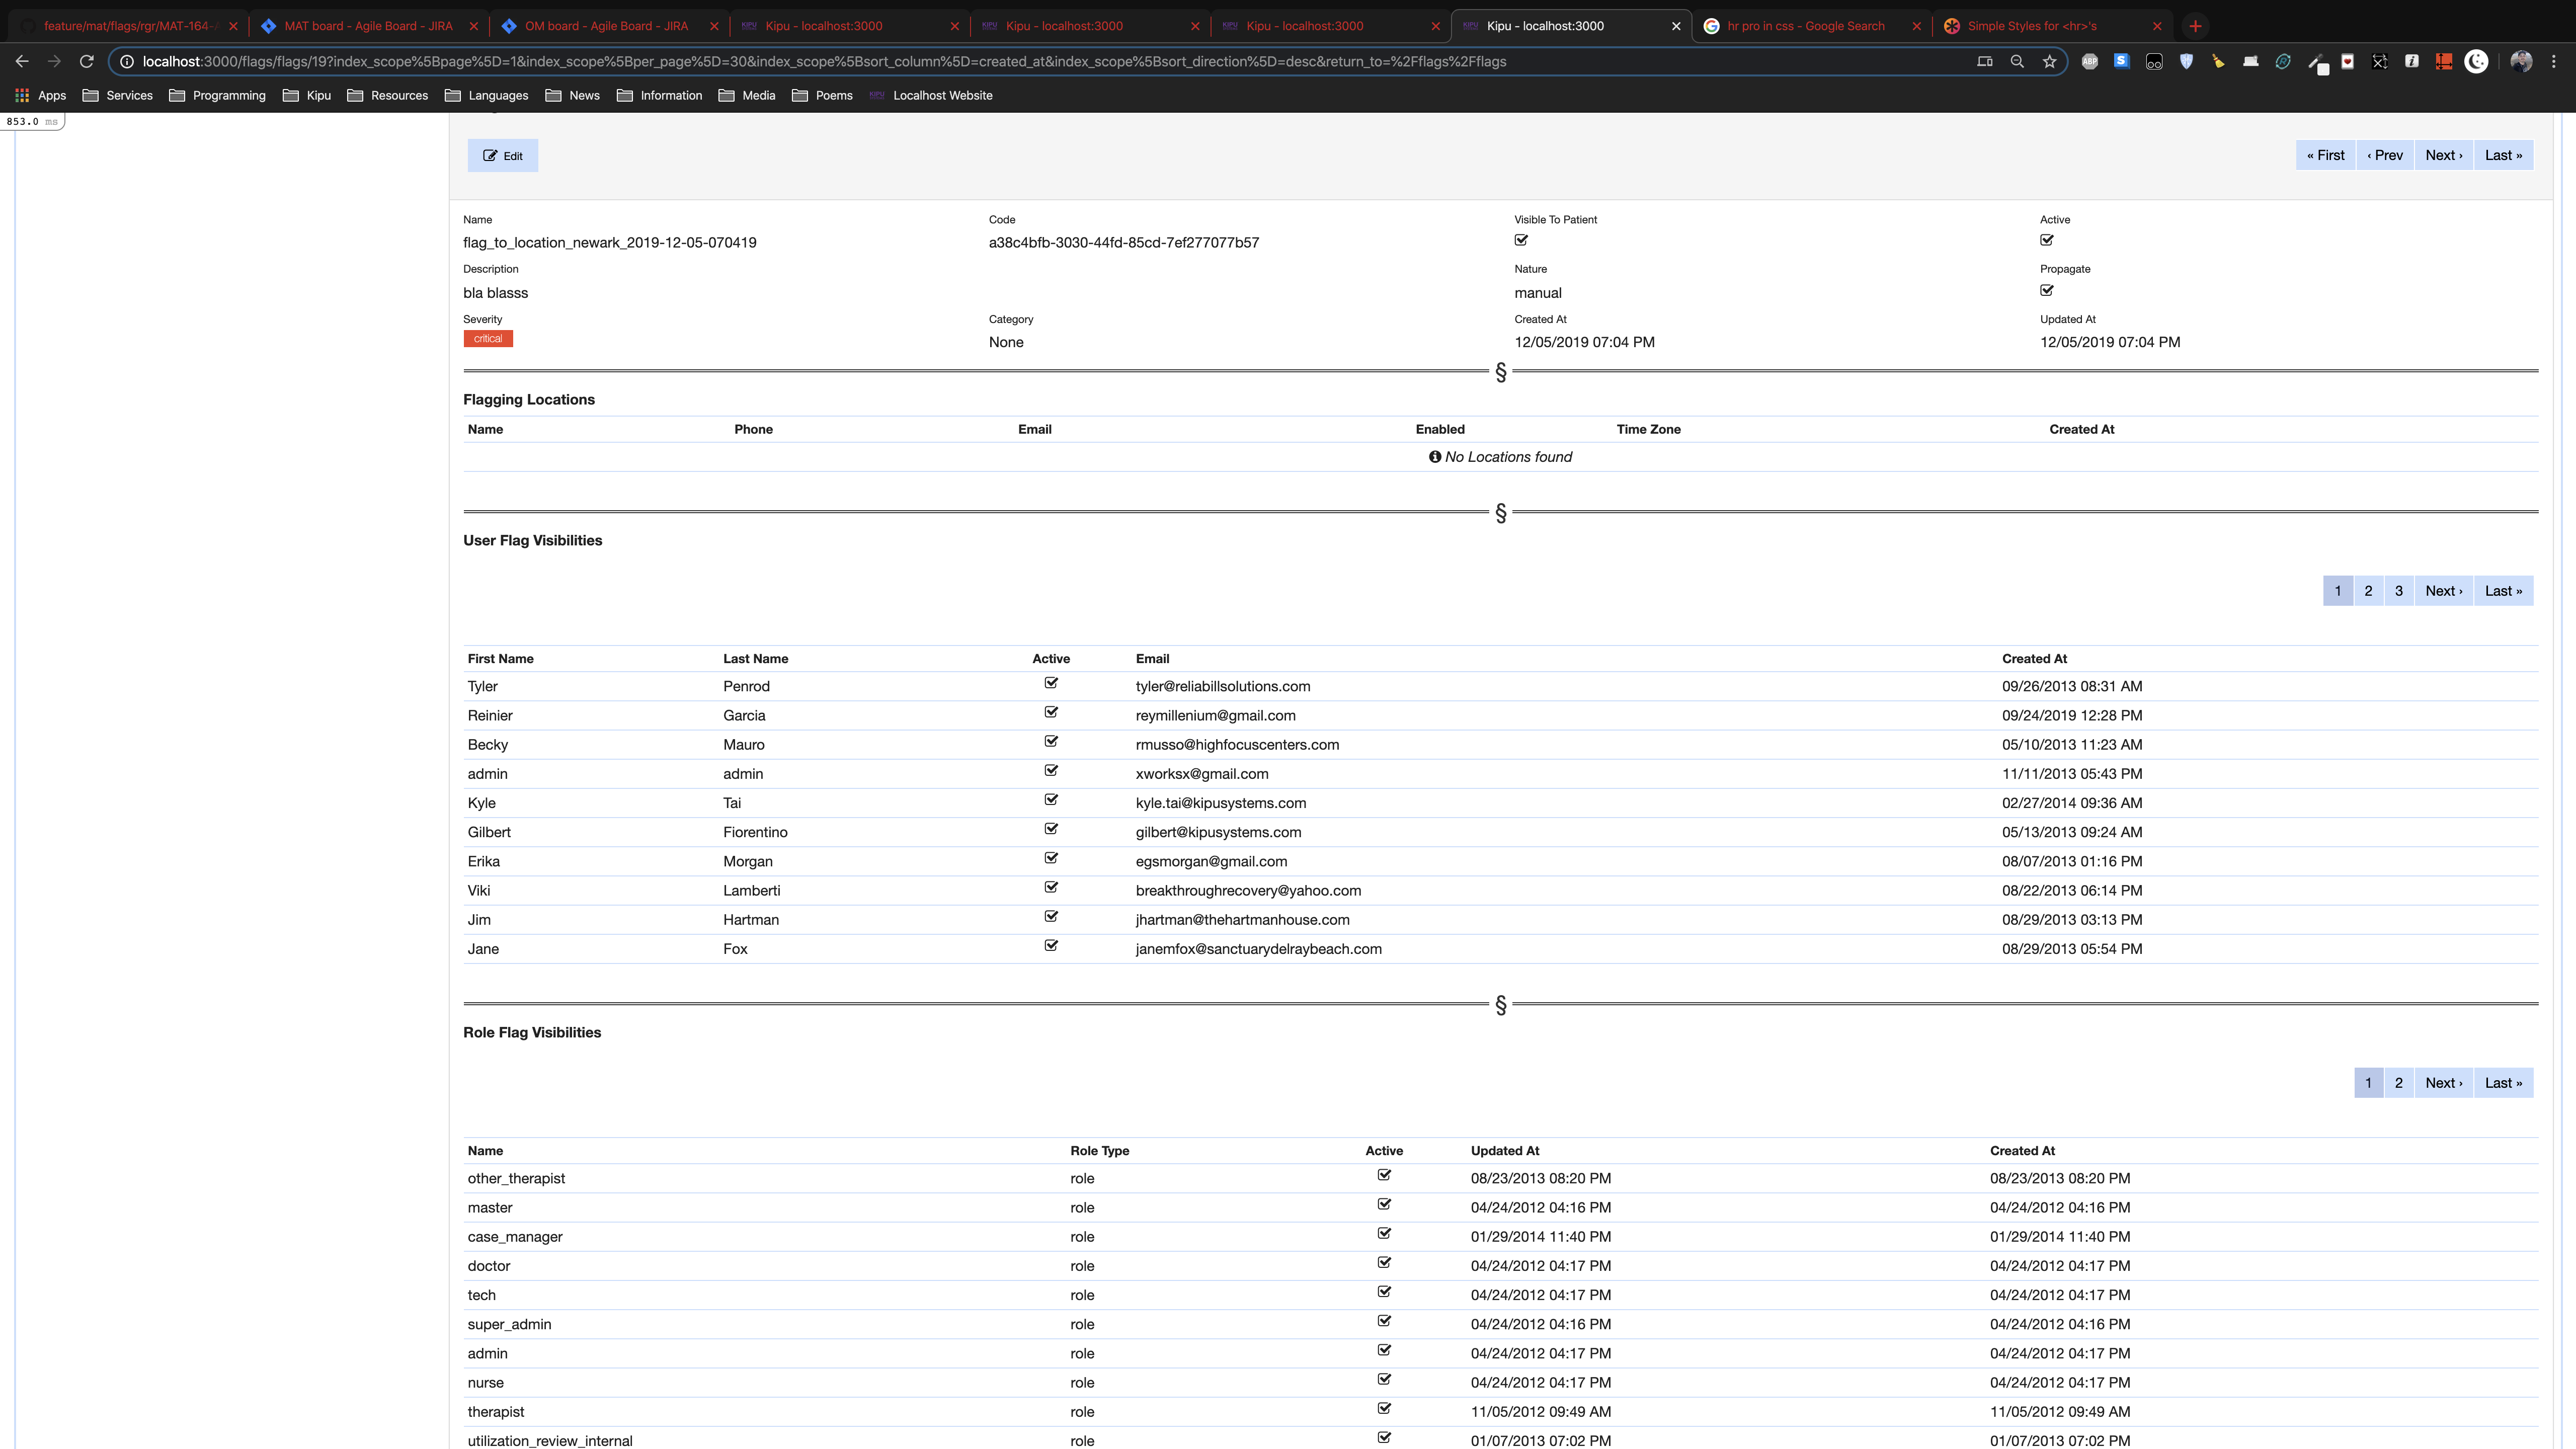 feature/mat/flags/rgr/MAT-164-
MAT board - Agile Board - JIRA
OM board - Agile Board - JIRA
Kipu - localhost:3000
Kipu - localhost:3000
Kipu - localhost:3000
Kipu - localhost:3000
hr pro in css - Google Search
Simple Styles for <hr>'s
localhost:3000/flags/flags/19?index_scope%5Bpage%5D=1&index_scope%5Bper_page%5D=30&index_scope%5Bsort_column%5D=created_at&index_scope%5Bsort_direction%5D=desc&return_to=%2Fflags%2Fflags
Apps Services Programming Kipu Resources Languages News Information Media Poems Localhost Website
853.0 ms
Edit
« First ‹ Prev Next › Last »
Name Code Visible To Patient Active
flag_to_location_newark_2019-12-05-070419 a38c4bfb-3030-44fd-85cd-7ef277077b57
Description Nature Propagate
bla blasss manual
Severity Category Created At Updated At
critical None 12/05/2019 07:04 PM 12/05/2019 07:04 PM
§
Flagging Locations
Name Phone Email Enabled Time Zone Created At
No Locations found
§
User Flag Visibilities
1 2 3 Next › Last »
First Name Last Name Active Email Created At
Tyler Penrod tyler@reliabillsolutions.com 09/26/2013 08:31 AM
Reinier Garcia reymillenium@gmail.com 09/24/2019 12:28 PM
Becky Mauro rmusso@highfocuscenters.com 05/10/2013 11:23 AM
admin admin xworksx@gmail.com 11/11/2013 05:43 PM
Kyle Tai kyle.tai@kipusystems.com 02/27/2014 09:36 AM
Gilbert Fiorentino gilbert@kipusystems.com 05/13/2013 09:24 AM
Erika Morgan egsmorgan@gmail.com 08/07/2013 01:16 PM
Viki Lamberti breakthroughrecovery@yahoo.com 08/22/2013 06:14 PM
Jim Hartman jhartman@thehartmanhouse.com 08/29/2013 03:13 PM
Jane Fox janemfox@sanctuarydelraybeach.com 08/29/2013 05:54 PM
§
Role Flag Visibilities
1 2 Next › Last »
Name Role Type Active Updated At Created At
other_therapist role 08/23/2013 08:20 PM 08/23/2013 08:20 PM
master role 04/24/2012 04:16 PM 04/24/2012 04:16 PM
case_manager role 01/29/2014 11:40 PM 01/29/2014 11:40 PM
doctor role 04/24/2012 04:17 PM 04/24/2012 04:17 PM
tech role 04/24/2012 04:17 PM 04/24/2012 04:17 PM
super_admin role 04/24/2012 04:16 PM 04/24/2012 04:16 PM
admin role 04/24/2012 04:17 PM 04/24/2012 04:17 PM
nurse role 04/24/2012 04:17 PM 04/24/2012 04:17 PM
therapist role 11/05/2012 09:49 AM 11/05/2012 09:49 AM
utilization_review_internal role 01/07/2013 07:02 PM 01/07/2013 07:02 PM